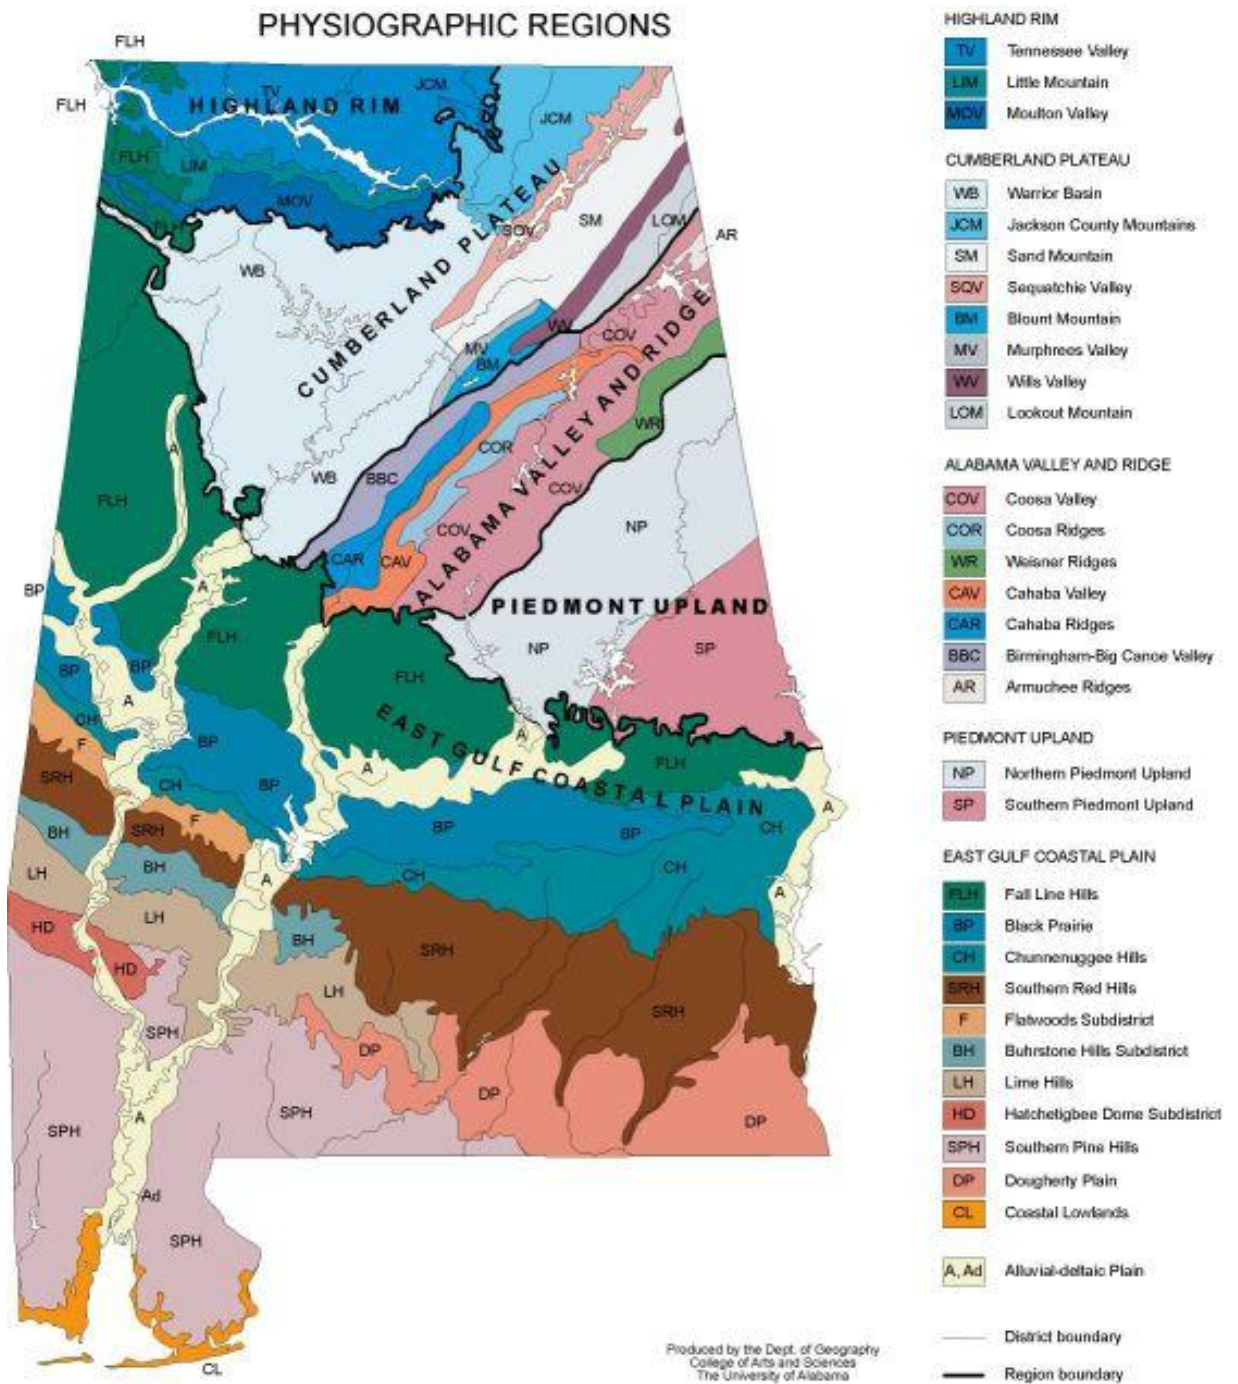 PHYSIOGRAPHIC REGIONS
FLH
FLH
TV
HIGHLAND RIM
JCM
JCM
FLH
LIM
MOV
FLH
SM
LOM
SQV
AR
WB
CUMBERLAND PLATEAU
WV
COV
MV
BM
WR
COR
ALABAMA VALLEY AND RIDGE
A
WB
BBC
COV
FLH
NP
COV
CAR
CAV
A
BP
PIEDMONT UPLAND
FLH
NP
SP
BP
BP
FLH
A
CH
EAST GULF COASTAL PLAIN
F
BP
A
A
FLH
SRH
CH
BP
A
F
BP
BP
CH
BH
SRH
BH
CH
CH
LH
A
A
LH
HD
BH
SRH
HD
LH
SPH
SRH
DP
SPH
DP
DP
SPH
A
Ad
SPH
CL
HIGHLAND RIM
TV Tennessee Valley
LIM Little Mountain
MOV Moulton Valley
CUMBERLAND PLATEAU
WB Warrior Basin
JCM Jackson County Mountains
SM Sand Mountain
SQV Sequatchie Valley
BM Blount Mountain
MV Murphrees Valley
WV Wills Valley
LOM Lookout Mountain
ALABAMA VALLEY AND RIDGE
COV Coosa Valley
COR Coosa Ridges
WR Weisner Ridges
CAV Cahaba Valley
CAR Cahaba Ridges
BBC Birmingham-Big Canoe Valley
AR Armuchee Ridges
PIEDMONT UPLAND
NP Northern Piedmont Upland
SP Southern Piedmont Upland
EAST GULF COASTAL PLAIN
FLH Fall Line Hills
BP Black Prairie
CH Chunnenuggee Hills
SRH Southern Red Hills
F Flatwoods Subdistrict
BH Buhrstone Hills Subdistrict
LH Lime Hills
HD Hatchetigbee Dome Subdistrict
SPH Southern Pine Hills
DP Dougherty Plain
CL Coastal Lowlands
A, Ad Alluvial-deltaic Plain
District boundary
Region boundary
Produced by the Dept. of Geography
College of Arts and Sciences
The University of Alabama